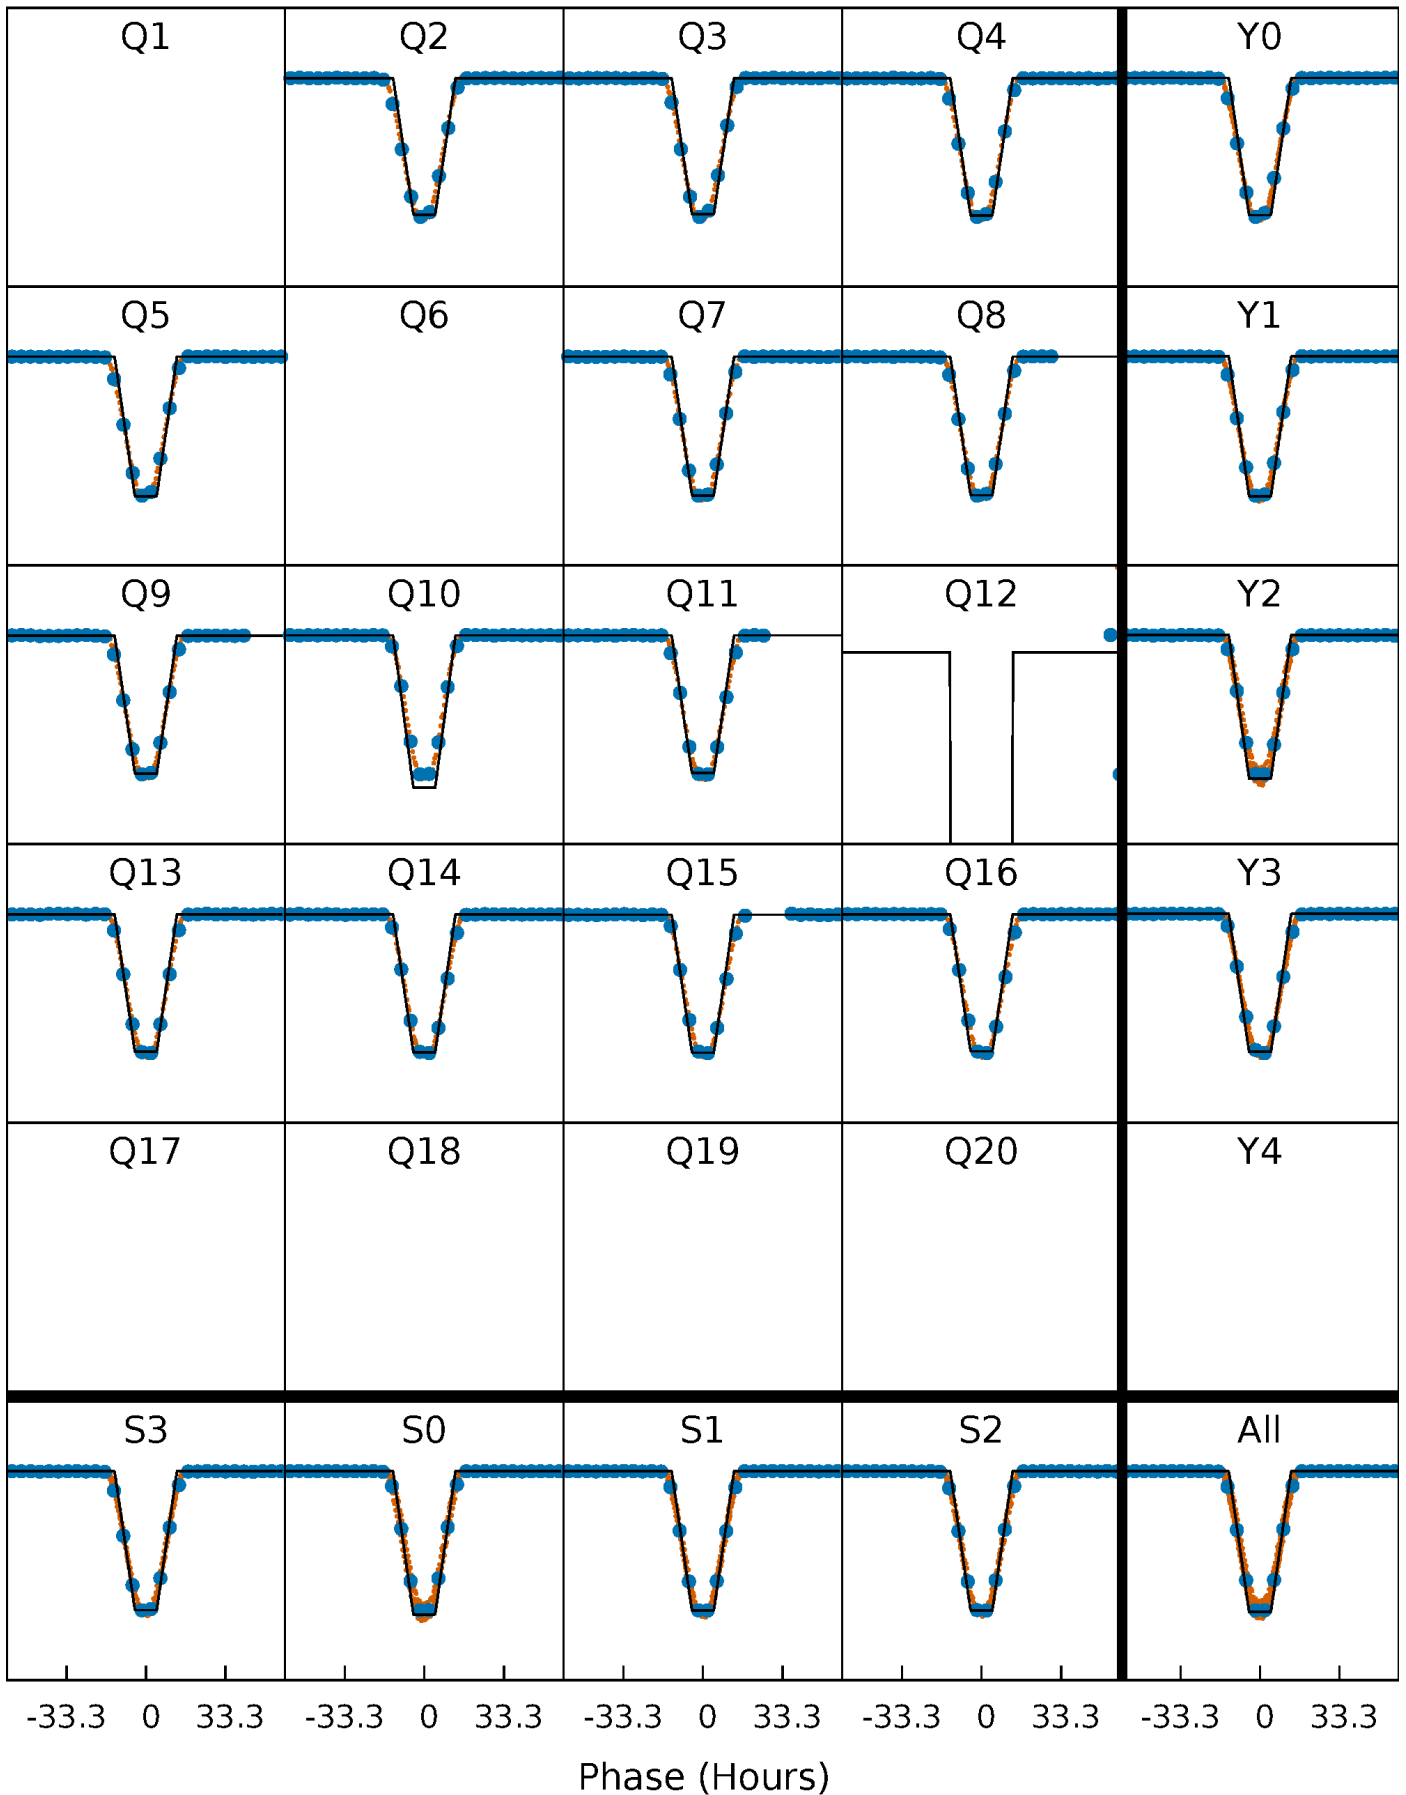 Q1 Q2 Q3 Q4 Y0
Q5 Q6 Q7 Q8 Y1
Q9 Q10 Q11 Q12 Y2
Q13 Q14 Q15 Q16 Y3
Q17 Q18 Q19 Q20 Y4
S3 S0 S1 S2 All
-33.3 0 33.3 -33.3 0 33.3 -33.3 0 33.3 -33.3 0 33.3 -33.3 0 33.3
Phase (Hours)